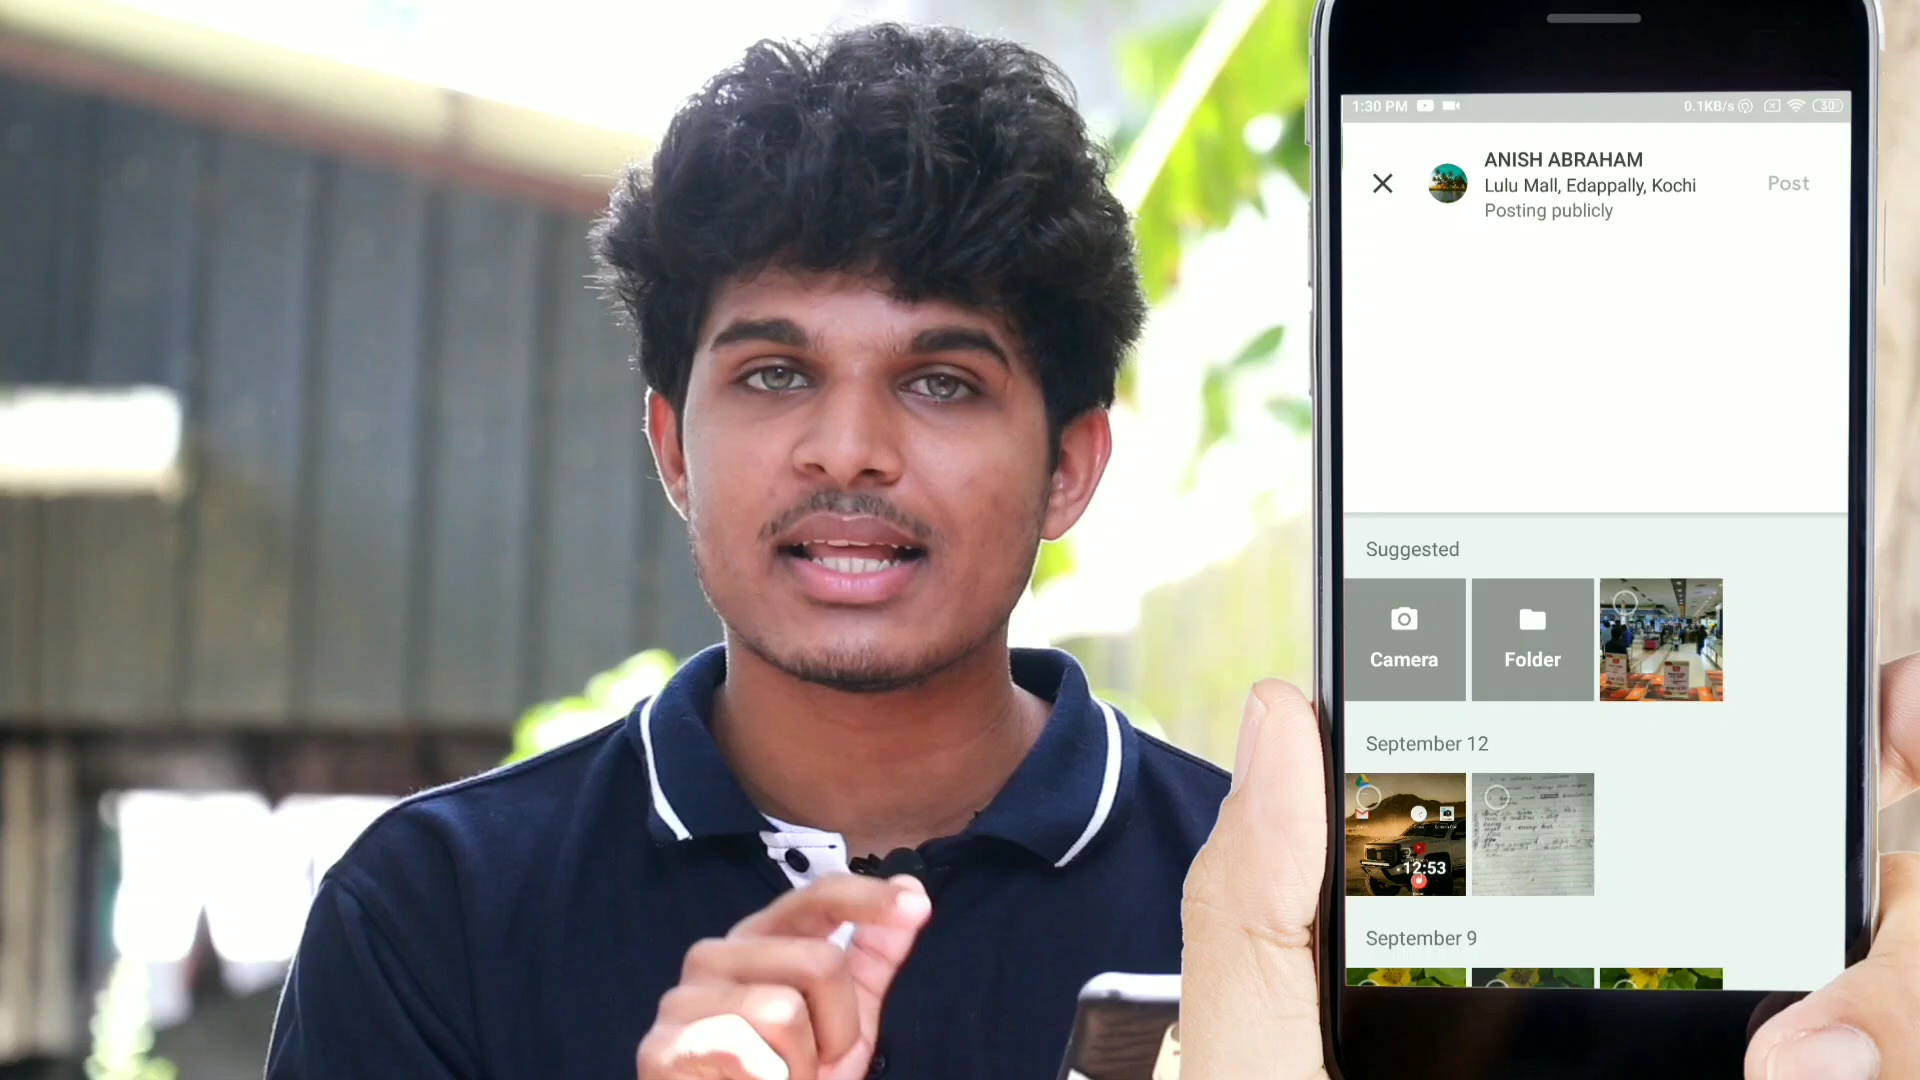 1:30 PM
0.1KB/s
30
ANISH ABRAHAM
Lulu Mall, Edappally, Kochi
Posting publicly
Post
Suggested
Camera
Folder
September 12
12:53
September 9